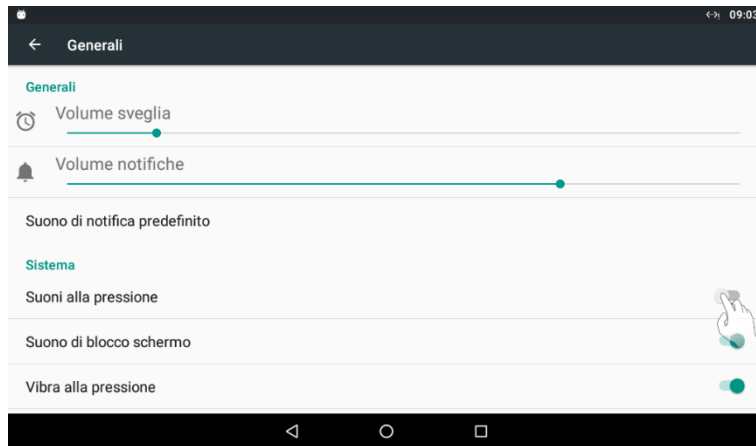 09:03
Generali
Generali
Volume sveglia
Volume notifiche
Suono di notifica predefinito
Sistema
Suoni alla pressione
Suono di blocco schermo
Vibra alla pressione